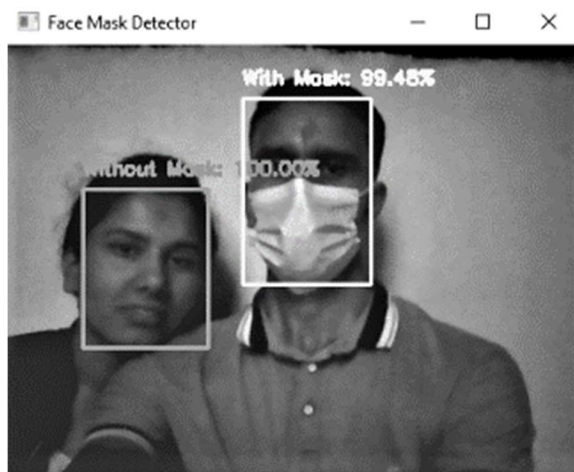 Face Mask Detector
With Mask: 99.48%
Without Mask: 100.00%